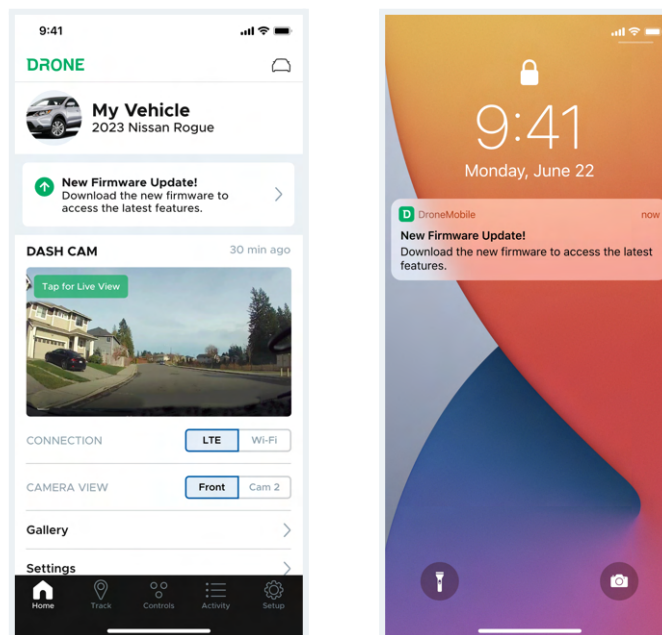 9:41
DRONE
My Vehicle
2023 Nissan Rogue
New Firmware Update!
Download the new firmware to
access the latest features.
DASH CAM 30 min ago
Tap for Live View
CONNECTION LTE Wi-Fi
CAMERA VIEW Front Cam 2
Gallery
Settings
Home Track Controls Activity Setup
9:41
Monday, June 22
D DroneMobile now
New Firmware Update!
Download the new firmware to access the latest
features.